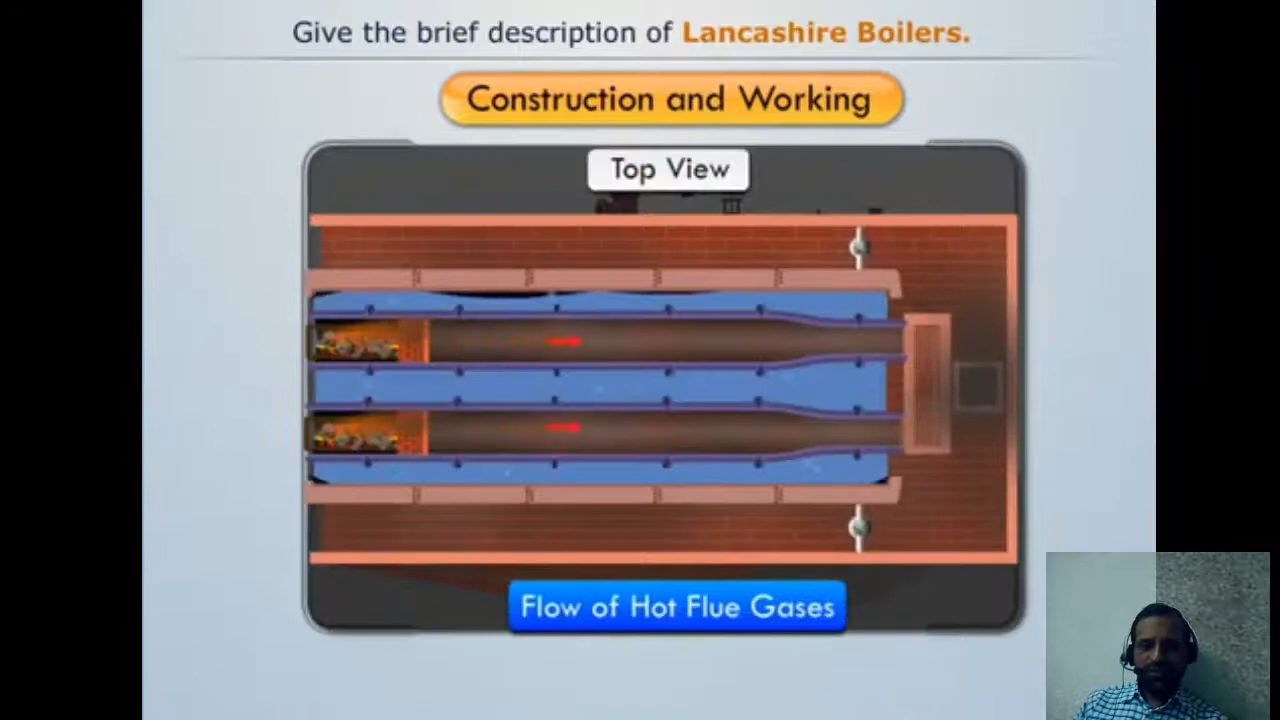 Give the brief description of Lancashire Boilers.
Construction and Working
Top View
Flow of Hot Flue Gases